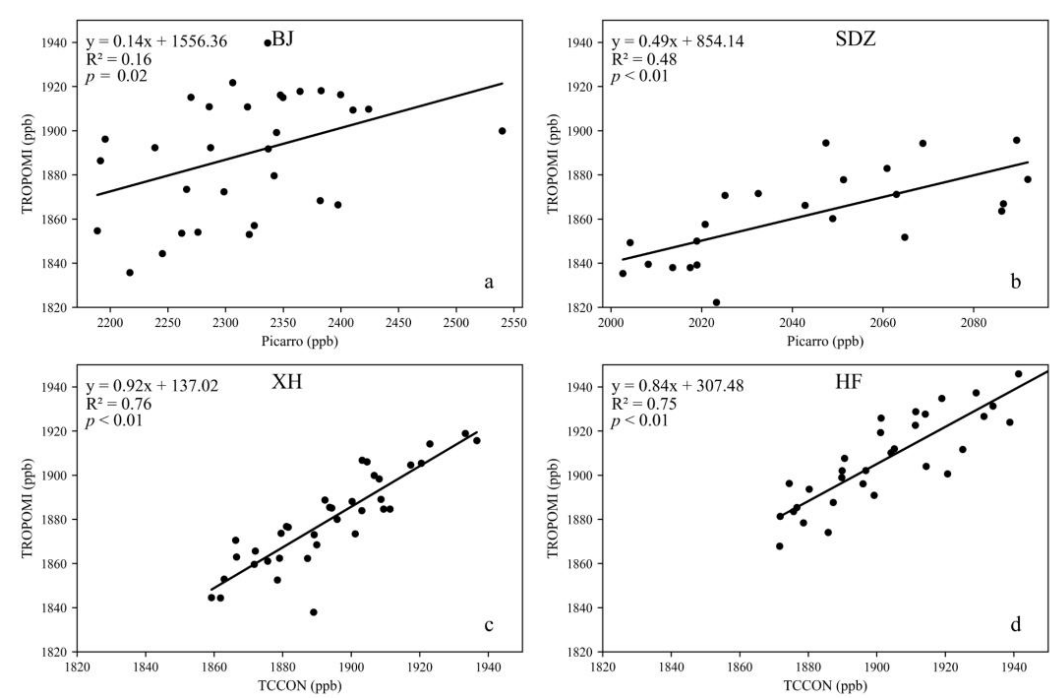 y = 0.14x + 1556.36
R² = 0.16
p = 0.02
BJ
TROPOMI (ppb)
1940
1920
1900
1880
1860
1840
1820
a
2200 2250 2300 2350 2400 2450 2500 2550
Picarro (ppb)
y = 0.49x + 854.14
R² = 0.48
p < 0.01
SDZ
TROPOMI (ppb)
1940
1920
1900
1880
1860
1840
1820
b
2000 2020 2040 2060 2080
Picarro (ppb)
y = 0.92x + 137.02
R² = 0.76
p < 0.01
XH
TROPOMI (ppb)
1940
1920
1900
1880
1860
1840
1820
c
1820 1840 1860 1880 1900 1920 1940
TCCON (ppb)
y = 0.84x + 307.48
R² = 0.75
p < 0.01
HF
TROPOMI (ppb)
1940
1920
1900
1880
1860
1840
1820
d
1820 1840 1860 1880 1900 1920 1940
TCCON (ppb)